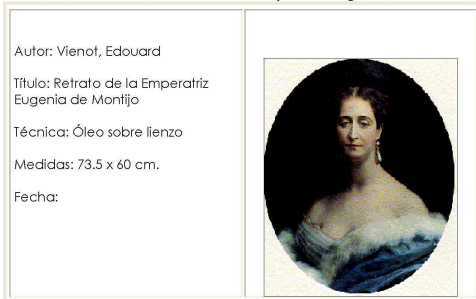 Autor: Vienot, Edouard
Título: Retrato de la Emperatriz
Eugenia de Montijo
Técnica: Óleo sobre lienzo
Medidas: 73.5 x 60 cm.
Fecha: